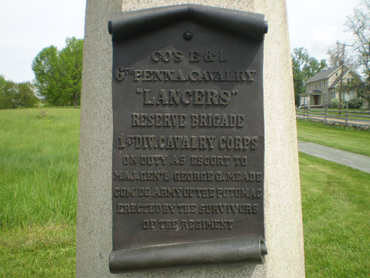 CO'S E & I.
6TH PENNA. CAVALRY
"LANCERS"
RESERVE BRIGADE
1ST DIV. CAVALRY CORPS
ON DUTY AS ESCORT TO
MAJ. GEN'L GEORGE G. MEADE
COM'DG. ARMY OF THE POTOMAC
ERECTED BY THE SURVIVORS
OF THE REGIMENT